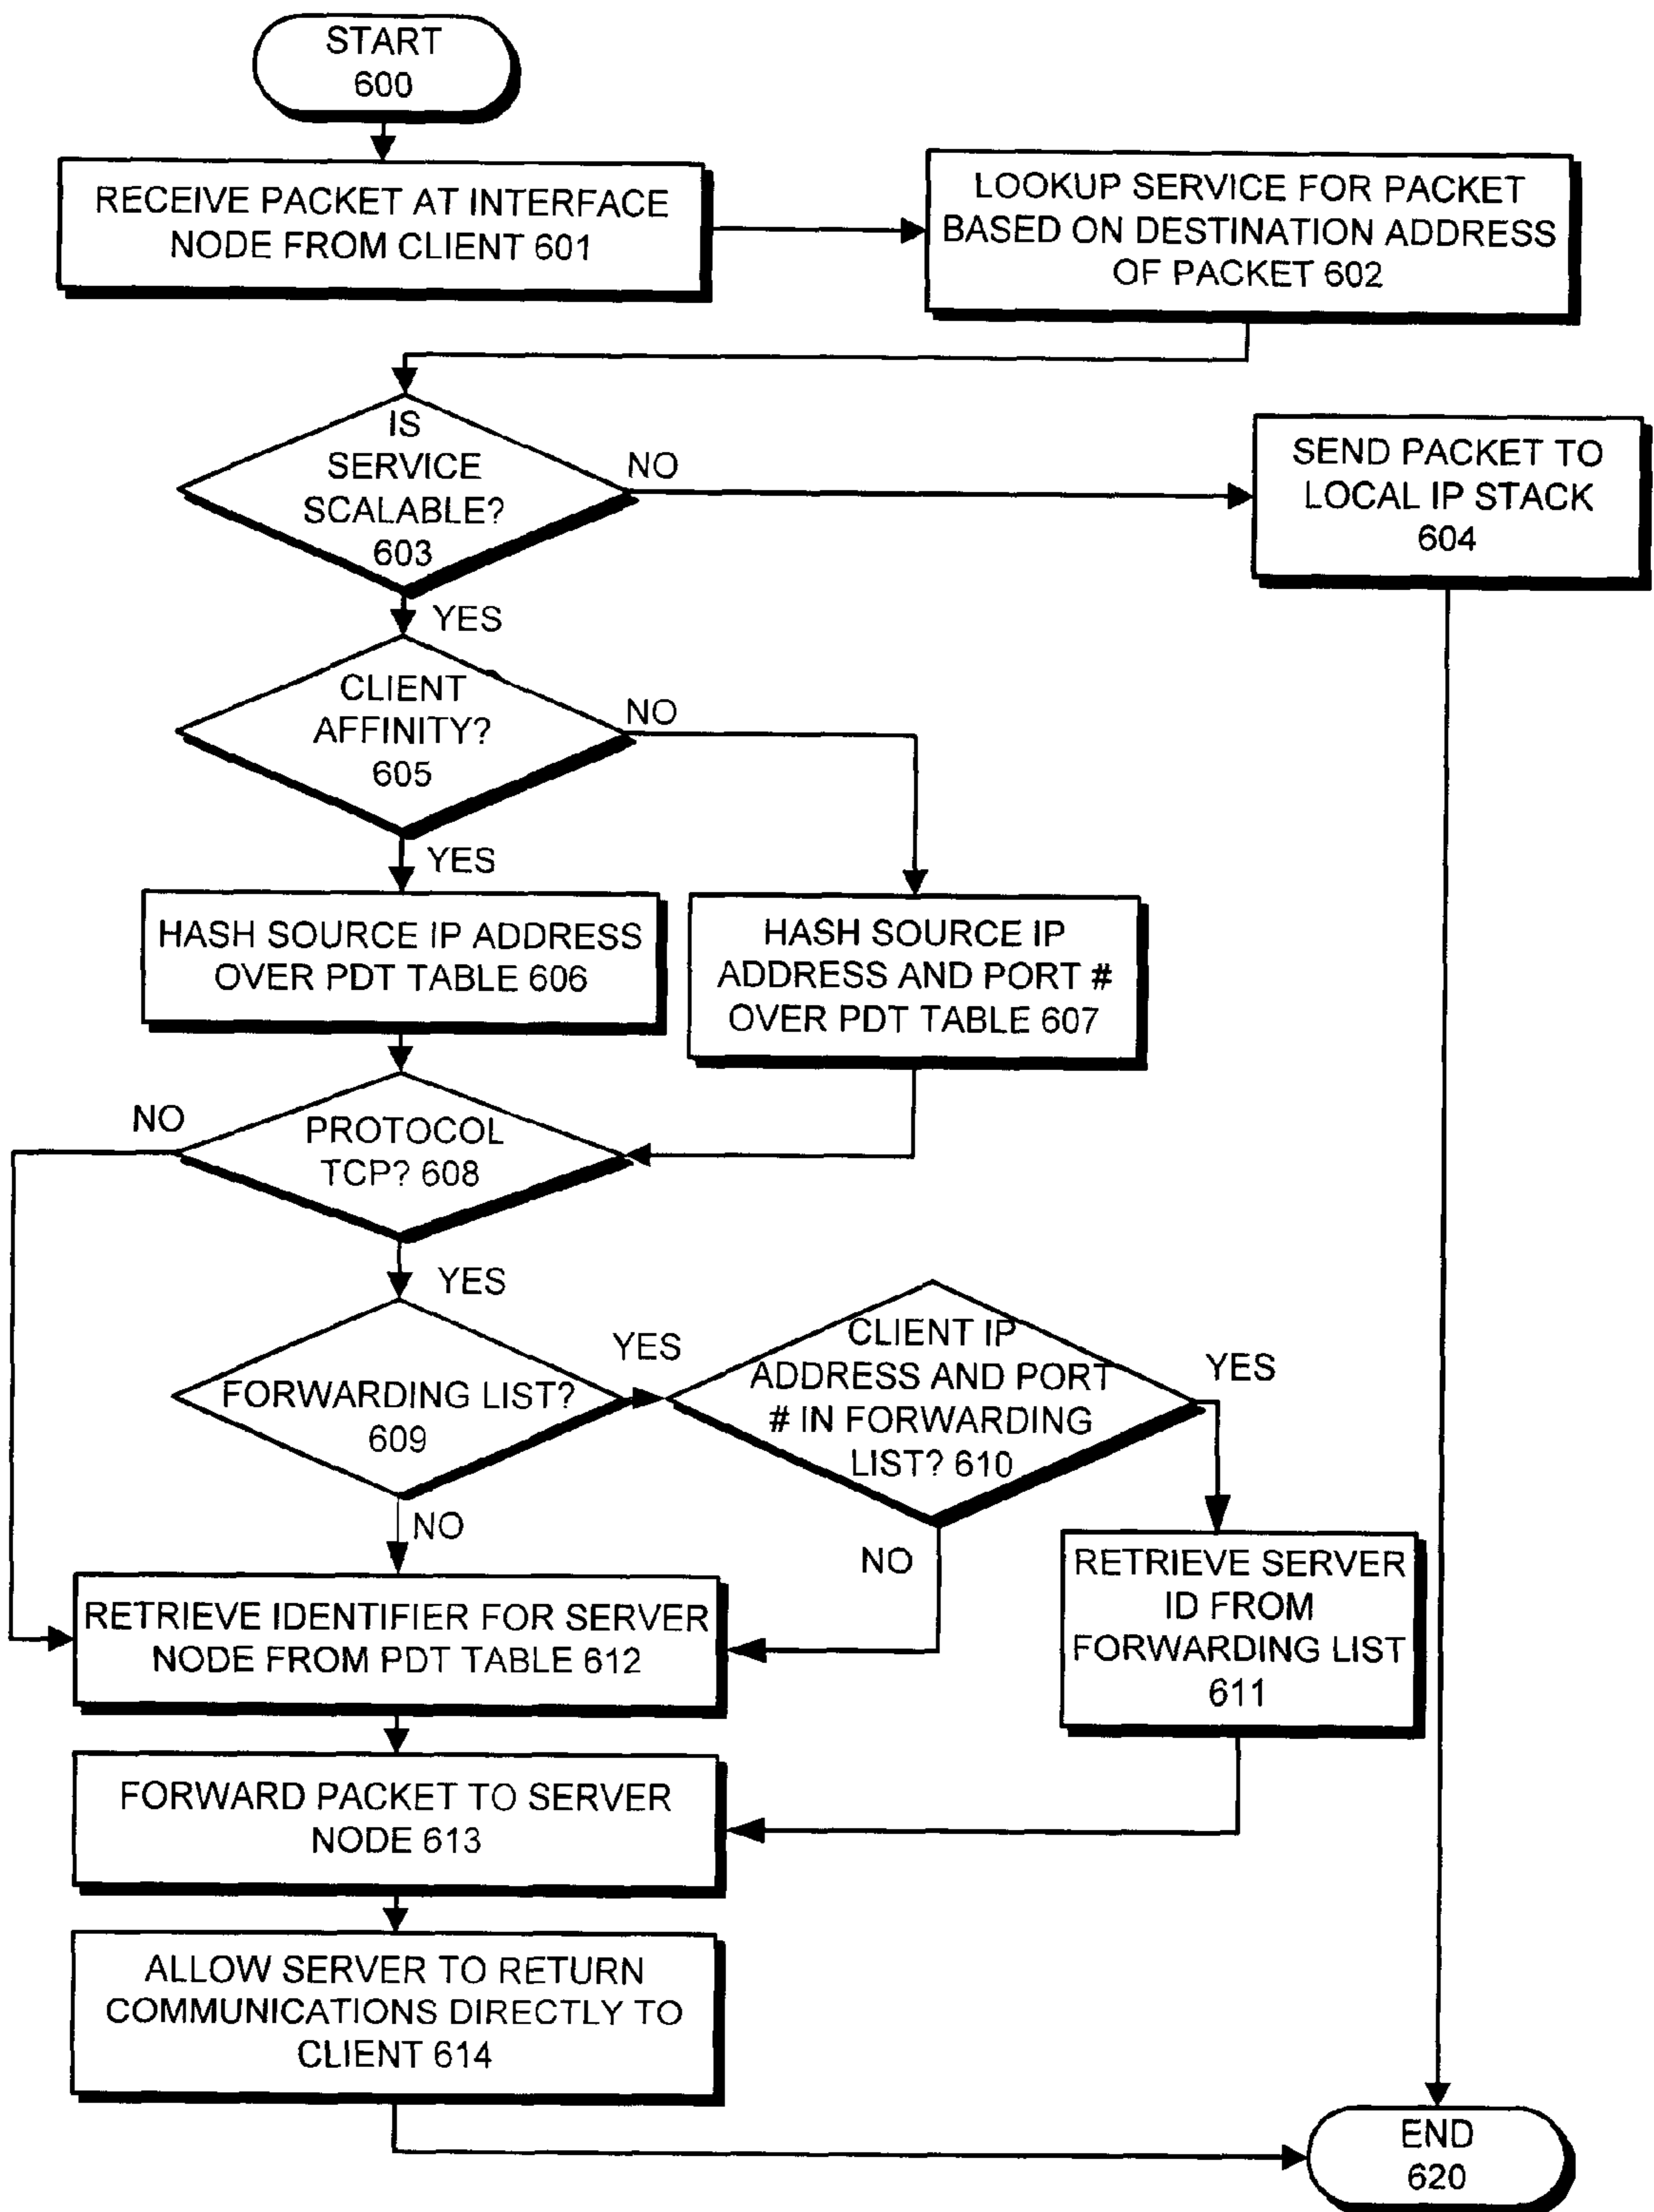 START
600
RECEIVE PACKET AT INTERFACE
NODE FROM CLIENT 601
LOOKUP SERVICE FOR PACKET
BASED ON DESTINATION ADDRESS
OF PACKET 602
IS
SERVICE
SCALABLE?
603
NO
SEND PACKET TO
LOCAL IP STACK
604
YES
CLIENT
AFFINITY?
605
NO
YES
HASH SOURCE IP ADDRESS
OVER PDT TABLE 606
HASH SOURCE IP
ADDRESS AND PORT #
OVER PDT TABLE 607
NO
PROTOCOL
TCP? 608
YES
FORWARDING LIST?
609
YES
CLIENT IP
ADDRESS AND PORT
# IN FORWARDING
LIST? 610
YES
NO
NO
RETRIEVE SERVER
ID FROM
FORWARDING LIST
611
RETRIEVE IDENTIFIER FOR SERVER
NODE FROM PDT TABLE 612
FORWARD PACKET TO SERVER
NODE 613
ALLOW SERVER TO RETURN
COMMUNICATIONS DIRECTLY TO
CLIENT 614
END
620